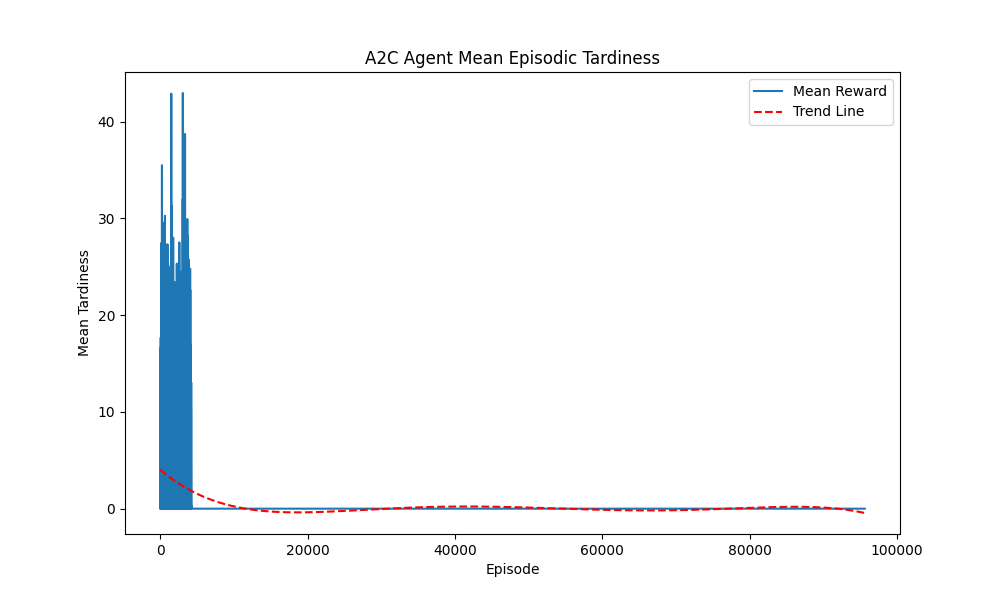 A2C Agent Mean Episodic Tardiness
Mean Reward
Trend Line
Mean Tardiness
40
30
20
10
0
0
20000
40000
60000
80000
100000
Episode